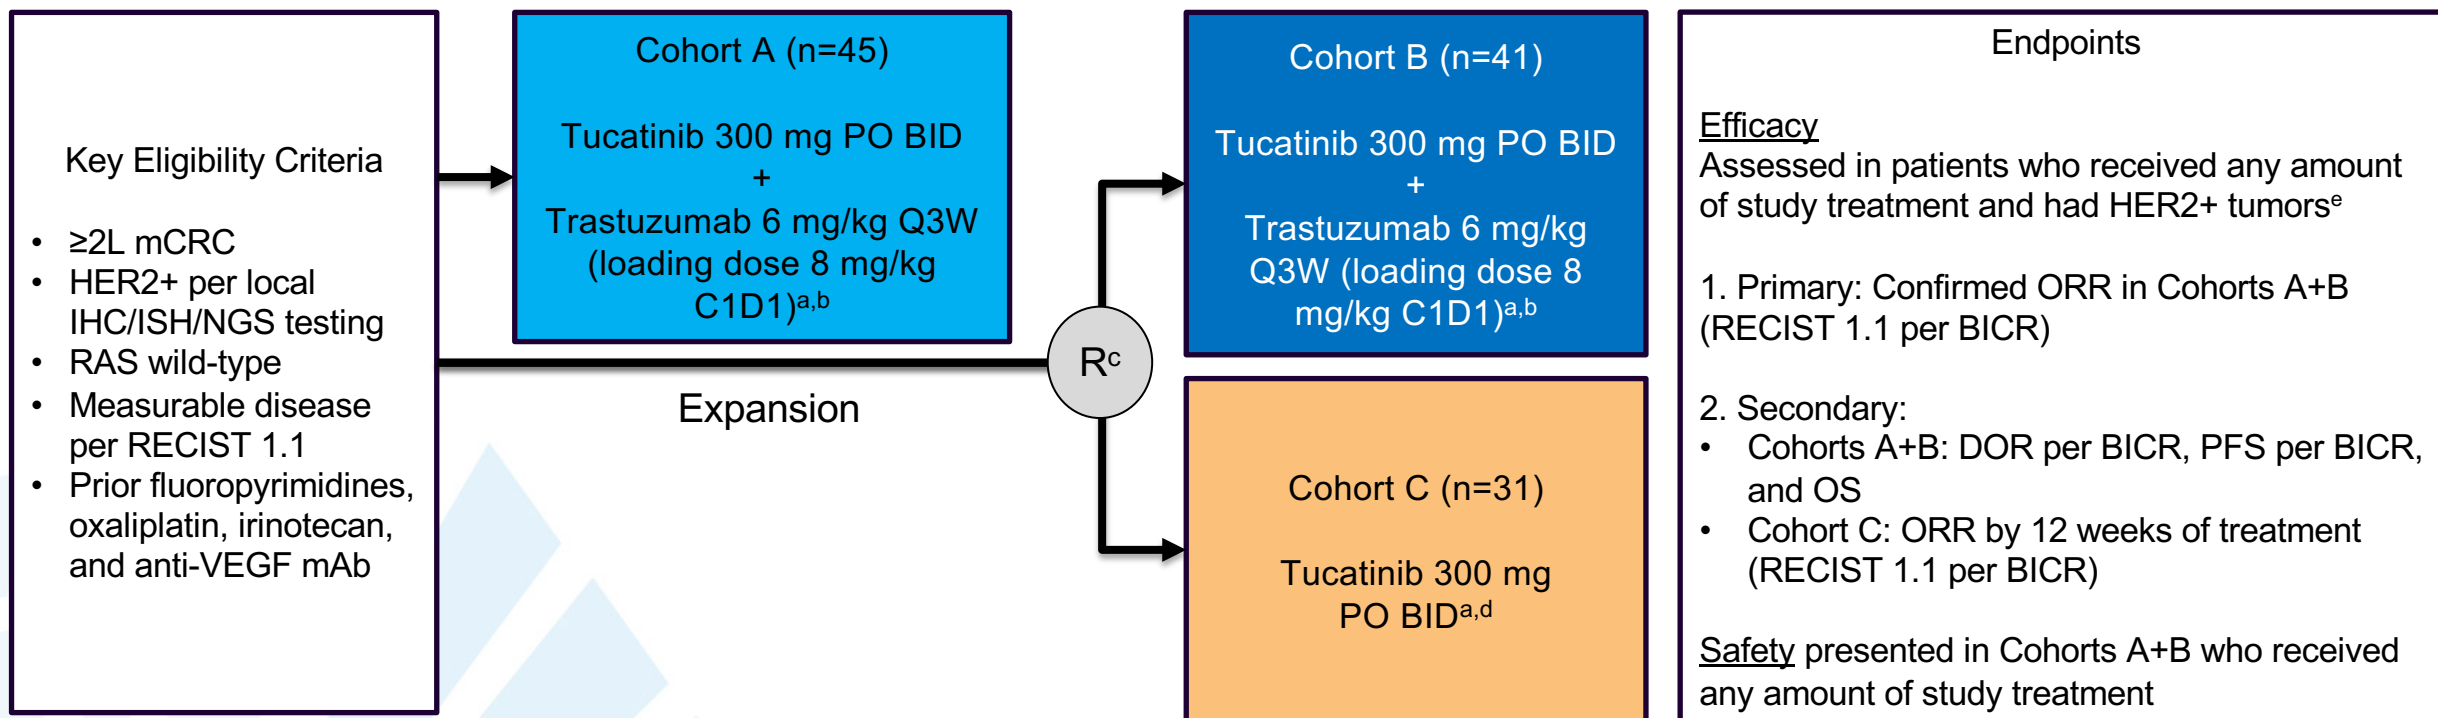 Key Eligibility Criteria
• ≥2L mCRC
• HER2+ per local
IHC/ISH/NGS testing
• RAS wild-type
• Measurable disease
per RECIST 1.1
• Prior fluoropyrimidines,
oxaliplatin, irinotecan,
and anti-VEGF mAb
Cohort A (n=45)
Tucatinib 300 mg PO BID
+
Trastuzumab 6 mg/kg Q3W
(loading dose 8 mg/kg
C1D1)a,b
Expansion
Rc
Cohort B (n=41)
Tucatinib 300 mg PO BID
+
Trastuzumab 6 mg/kg
Q3W (loading dose 8
mg/kg C1D1)a,b
Cohort C (n=31)
Tucatinib 300 mg
PO BIDa,d
Endpoints
Efficacy
Assessed in patients who received any amount
of study treatment and had HER2+ tumorse
1. Primary: Confirmed ORR in Cohorts A+B
(RECIST 1.1 per BICR)
2. Secondary:
• Cohorts A+B: DOR per BICR, PFS per BICR,
and OS
• Cohort C: ORR by 12 weeks of treatment
(RECIST 1.1 per BICR)
Safety presented in Cohorts A+B who received
any amount of study treatment